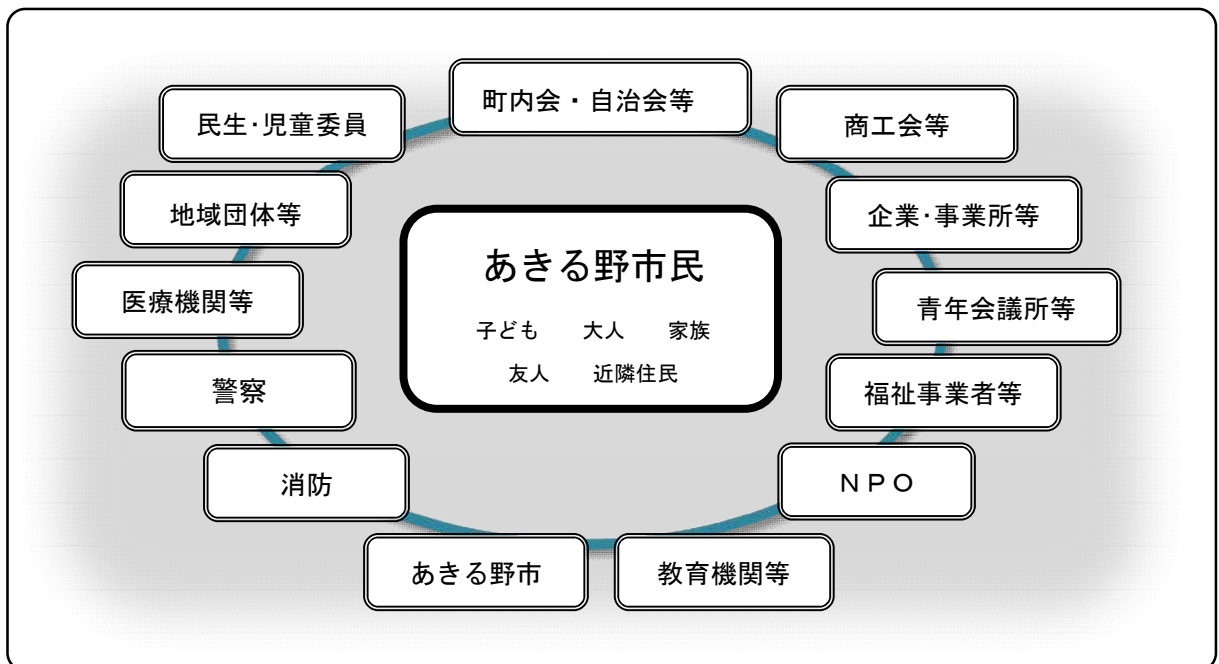 町内会・自治会等
民生・児童委員
商工会等
地域団体等
企業・事業所等
あきる野市民
子ども 大人 家族
友人 近隣住民
医療機関等
青年会議所等
警察
福祉事業者等
消防
NPO
あきる野市
教育機関等